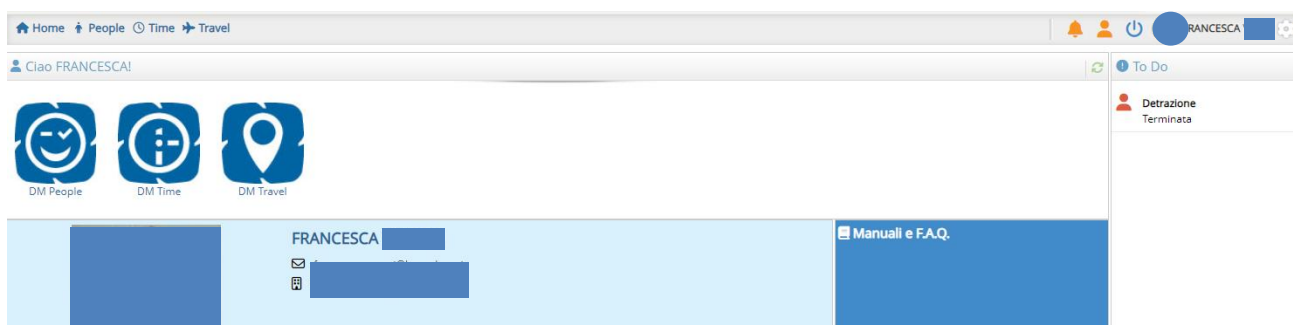 Home People Time Travel
RANCESCA
Ciao FRANCESCA!
To Do
Detrazione
Terminata
DM People DM Time DM Travel
FRANCESCA
Manuali e F.A.Q.